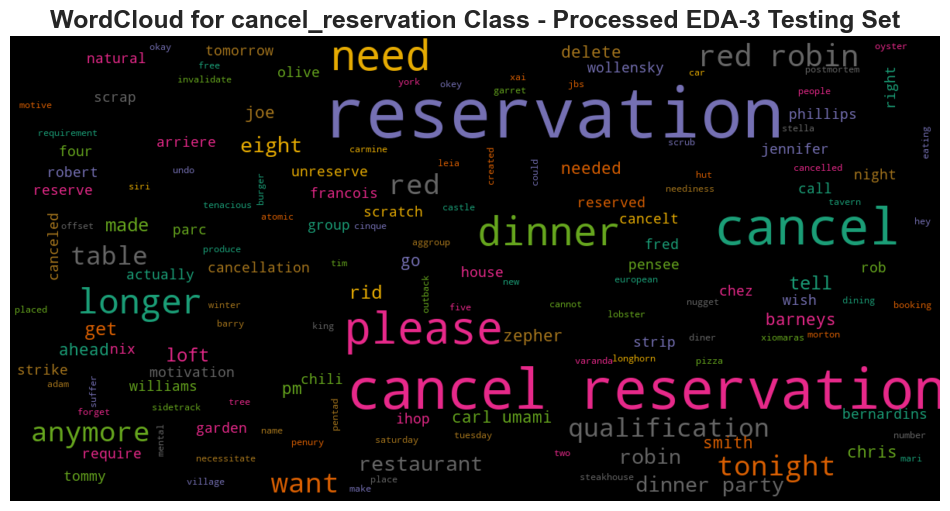 WordCloud for cancel_reservation Class - Processed EDA-3 Testing Set
okay
tomorrow
need
delete
red robin
oyster
natural
free
invalidate
olive
york
okey
xai
jbs
car
wollensky
postmortem
right
motive
scrap
joe
reservation
garret
people
phillips
stella
requirement
four
arriere
eight
carmine
scrub
jennifer
eating
robert
undo
unreserve
leia
created
could
needed
hut
night
reserve
siri
burger
francois
red
neediness
call
cancelled
tenacious
atomic
scratch
castle
reserved
tavern
offset
made
parc
group
cinque
dinner
cancelt
cancel
hey
canceled
table
produce
aggroup
fred
actually
cancellation
tim
go
house
new
european
pensee
rob
outback
tell
placed
longer
winter
rid
five
cannot
lobster
nugget
chez
wish
dining
booking
get
barry
king
please
zepher
strip
diner
barneys
morton
xiomaras
ahead
nix
loft
varanda
longhorn
pizza
strike
motivation
adam
suffer
williams
pm
chili
cancel reservation
sidetrack
forget
tree
name
pentad
ihop
carl umami
bernardins
number
anymore
garden
qualification
require
mental
penury
saturday
tuesday
robin
smith
chris
necessitate
two
mari
tommy
village
want
place
restaurant
make
steakhouse
dinner party
tonight